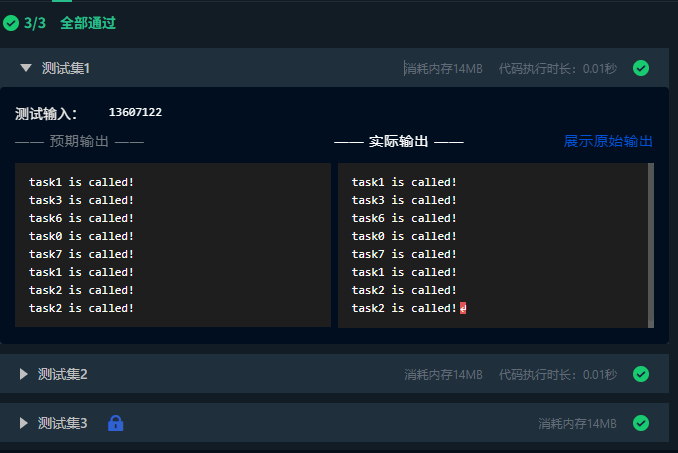 3/3 全部通过
测试集1 消耗内存14MB 代码执行时长：0.01秒
测试输入： 13607122
—— 预期输出 —— —— 实际输出 —— 展示原始输出
task1 is called! task1 is called!
task3 is called! task3 is called!
task6 is called! task6 is called!
task0 is called! task0 is called!
task7 is called! task7 is called!
task1 is called! task1 is called!
task2 is called! task2 is called!
task2 is called! task2 is called!↵
测试集2 消耗内存14MB 代码执行时长：0.01秒
测试集3 消耗内存14MB